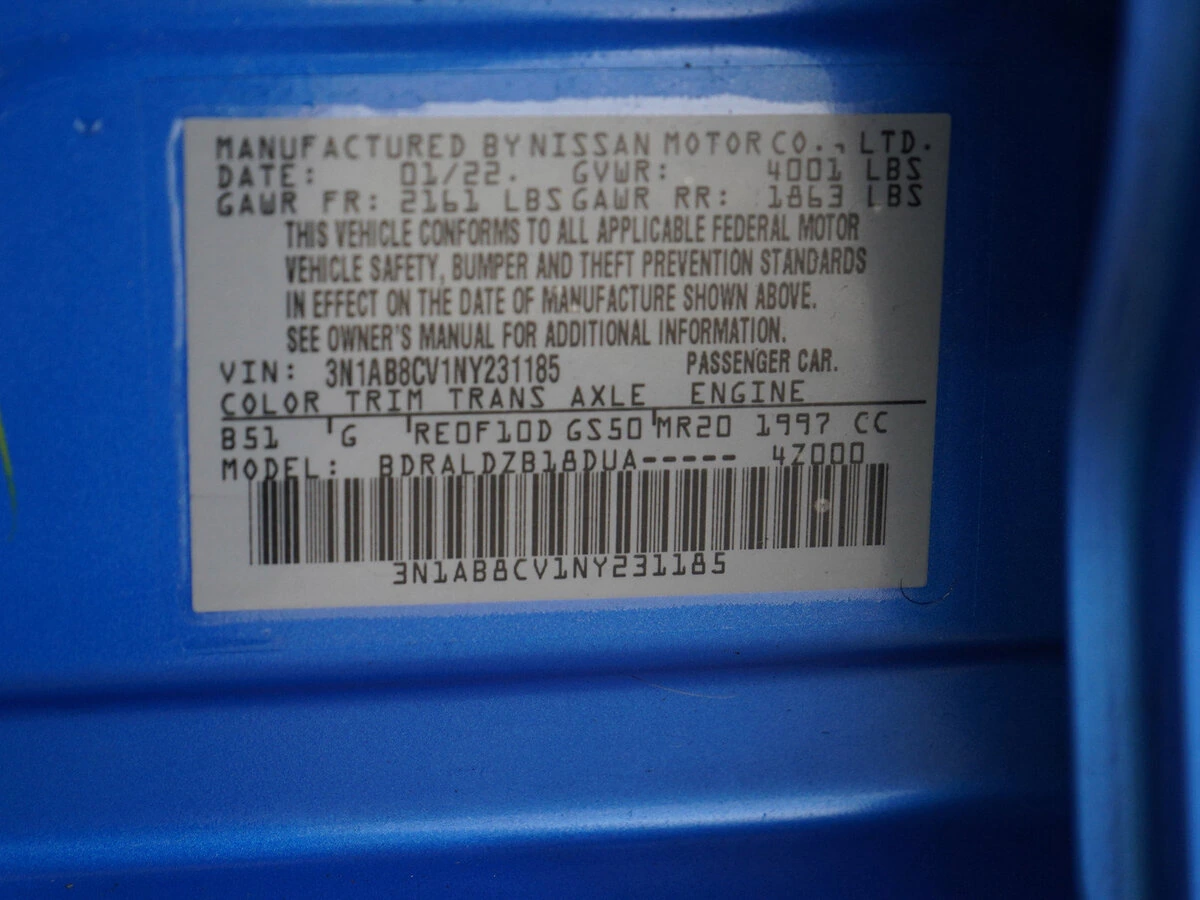 MANUFACTURED BY NISSAN MOTOR CO., LTD.
DATE: 01/22. GVWR: 4001 LBS
GAWR FR: 2161 LBS GAWR RR: 1863 LBS
THIS VEHICLE CONFORMS TO ALL APPLICABLE FEDERAL MOTOR
VEHICLE SAFETY, BUMPER AND THEFT PREVENTION STANDARDS
IN EFFECT ON THE DATE OF MANUFACTURE SHOWN ABOVE.
SEE OWNER'S MANUAL FOR ADDITIONAL INFORMATION.
VIN: 3N1AB8CV1NY231185 PASSENGER CAR.
COLOR TRIM TRANS AXLE ENGINE
B51 G RE0F10D GS50 MR20 1997 CC
MODEL: BDRALDZB18DUA----- 4Z000
3N1AB8CV1NY231185